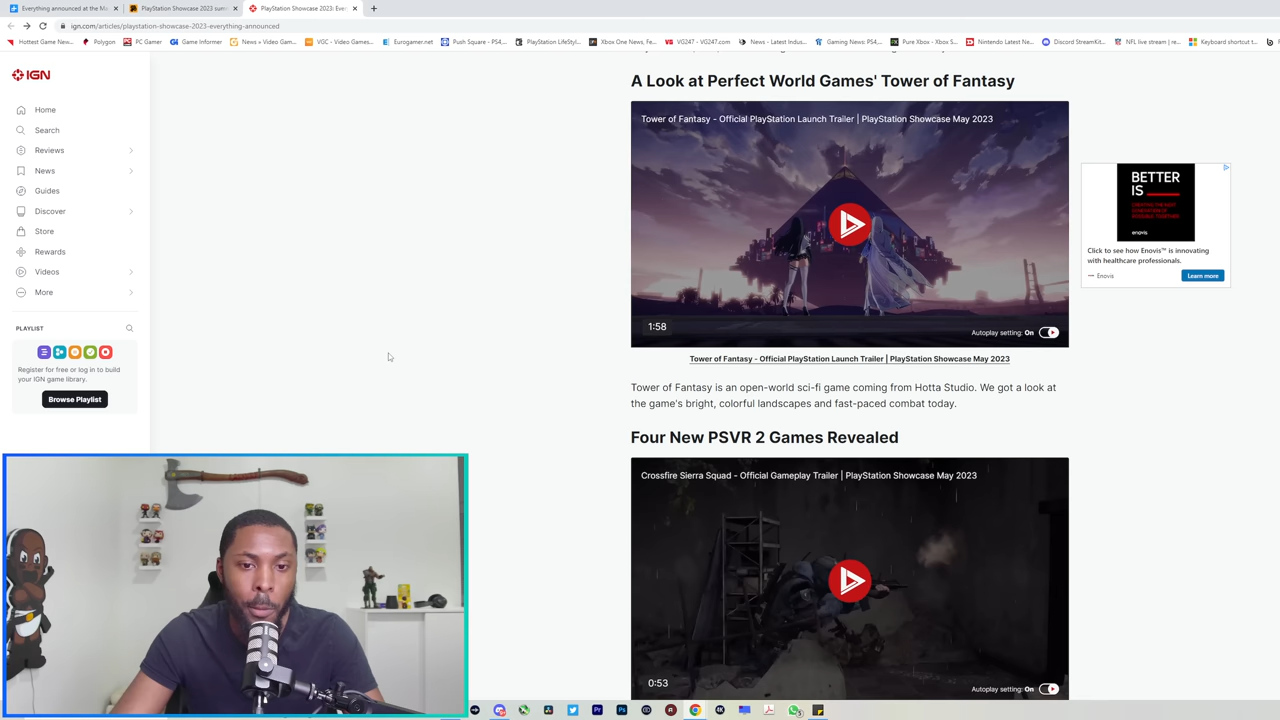 Everything announced at the Ma
PlayStation Showcase 2023 sum
PlayStation Showcase 2023: Eve
ign.com/articles/playstation-showcase-2023-everything-announced
Hottest Game New... Polygon PC Gamer Game Informer News + Video Gam... VGC - Video Games... Eurogamer.net Push Square - PS4,... PlayStation LifeStyl... Xbox One News, Fe... VG247 - VG247.com News - Latest Indus... Gaming News: PS4,... Pure Xbox - Xbox S... Nintendo Latest Ne... Discord StreamKit... NFL live stream | re... Keyboard shortcut t...
IGN
Home
Search
Reviews
News
Guides
Discover
Store
Rewards
Videos
More
PLAYLIST
Register for free or log in to build
your IGN game library.
Browse Playlist
A Look at Perfect World Games' Tower of Fantasy
Tower of Fantasy - Official PlayStation Launch Trailer | PlayStation Showcase May 2023
1:58
Autoplay setting: On
Tower of Fantasy - Official PlayStation Launch Trailer | PlayStation Showcase May 2023
Tower of Fantasy is an open-world sci-fi game coming from Hotta Studio. We got a look at
the game's bright, colorful landscapes and fast-paced combat today.
Four New PSVR 2 Games Revealed
Crossfire Sierra Squad - Official Gameplay Trailer | PlayStation Showcase May 2023
0:53
Autoplay setting: On
BETTER
IS
enovis
Click to see how Enovis™ is innovating
with healthcare professionals.
Enovis
Learn more